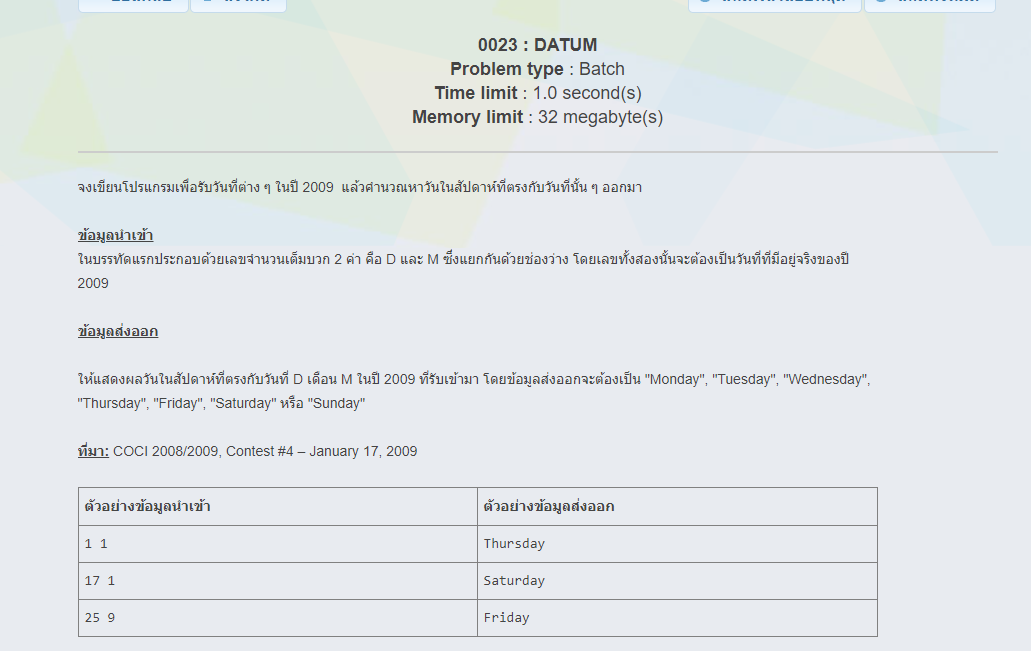 0023 : DATUM
Problem type : Batch
Time limit : 1.0 second(s)
Memory limit : 32 megabyte(s)
จงเขียนโปรแกรมเพื่อรับวันที่ต่าง ๆ ในปี 2009 แล้วคำนวณหาวันในสัปดาห์ที่ตรงกับวันที่นั้น ๆ ออกมา
ข้อมูลนำเข้า
ในบรรทัดแรกประกอบด้วยเลขจำนวนเต็มบวก 2 ค่า คือ D และ M ซึ่งแยกกันด้วยช่องว่าง โดยเลขทั้งสองนั้นจะต้องเป็นวันที่ที่มีอยู่จริงของปี
2009
ข้อมูลส่งออก
ให้แสดงผลวันในสัปดาห์ที่ตรงกับวันที่ D เดือน M ในปี 2009 ที่รับเข้ามา โดยข้อมูลส่งออกจะต้องเป็น "Monday", "Tuesday", "Wednesday",
"Thursday", "Friday", "Saturday" หรือ "Sunday"
ที่มา: COCI 2008/2009, Contest #4 – January 17, 2009
ตัวอย่างข้อมูลนำเข้า ตัวอย่างข้อมูลส่งออก
1 1 Thursday
17 1 Saturday
25 9 Friday